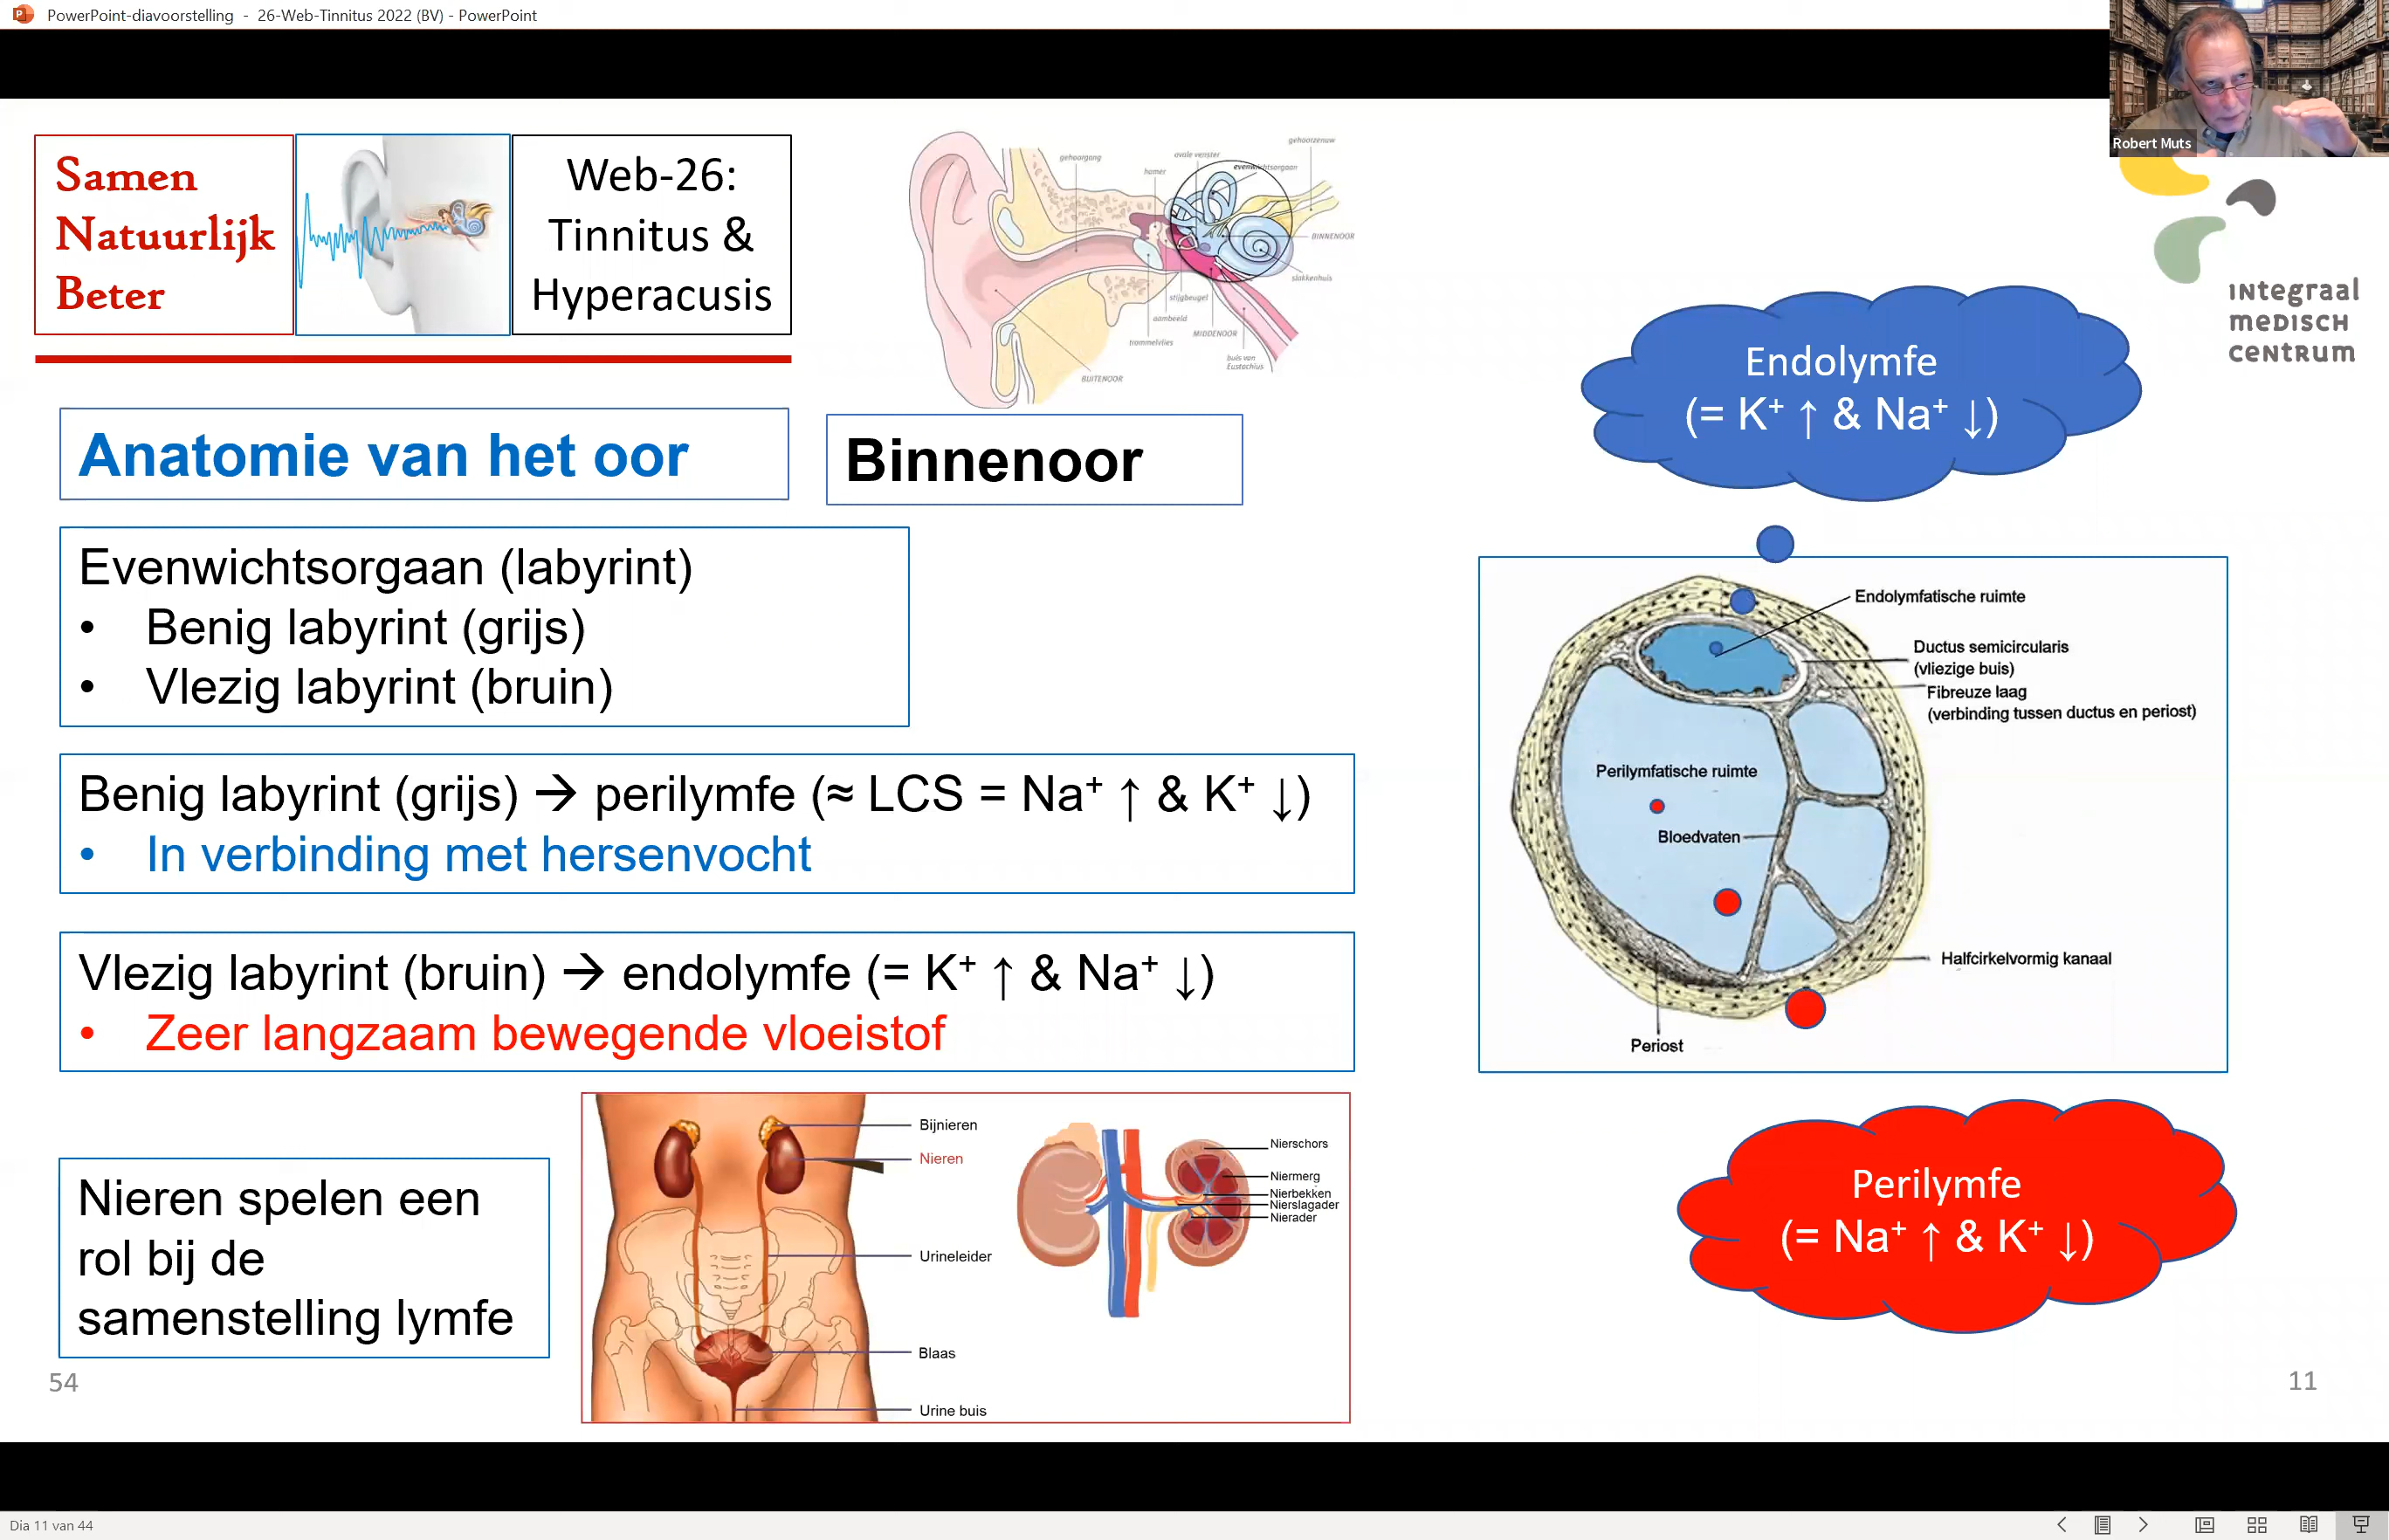 PowerPoint-diavoorstelling - 26-Web-Tinnitus 2022 (BV) - PowerPoint
Robert Muts
Samen
Natuurlijk
Beter
Web-26:
Tinnitus &
Hyperacusis
gehoorgang
hamer
ovale venster
evenwichtsorgaan
gehoorzenuw
BINNENOOR
slakkenhuis
stijgbeugel
aambeeld
MIDDENOOR
trommelvlies
buis van
Eustachius
BUITENOOR
INtegraal
meDISCH
CeNtRum
Endolymfe
(= K⁺ ↑ & Na⁺ ↓)
Anatomie van het oor
Binnenoor
Evenwichtsorgaan (labyrint)
• Benig labyrint (grijs)
• Vlezig labyrint (bruin)
Benig labyrint (grijs) → perilymfe (≈ LCS = Na⁺ ↑ & K⁺ ↓)
• In verbinding met hersenvocht
Vlezig labyrint (bruin) → endolymfe (= K⁺ ↑ & Na⁺ ↓)
• Zeer langzaam bewegende vloeistof
Endolymfatische ruimte
Ductus semicircularis
(vliezige buis)
Fibreuze laag
(verbinding tussen ductus en periost)
Perilymfatische ruimte
Bloedvaten
Halfcirkelvormig kanaal
Periost
Nieren spelen een
rol bij de
samenstelling lymfe
Bijnieren
Nieren
Urineleider
Blaas
Urine buis
Nierschors
Niermerg
Nierbekken
Nierslagader
Nierader
Perilymfe
(= Na⁺ ↑ & K⁺ ↓)
54
11
Dia 11 van 44